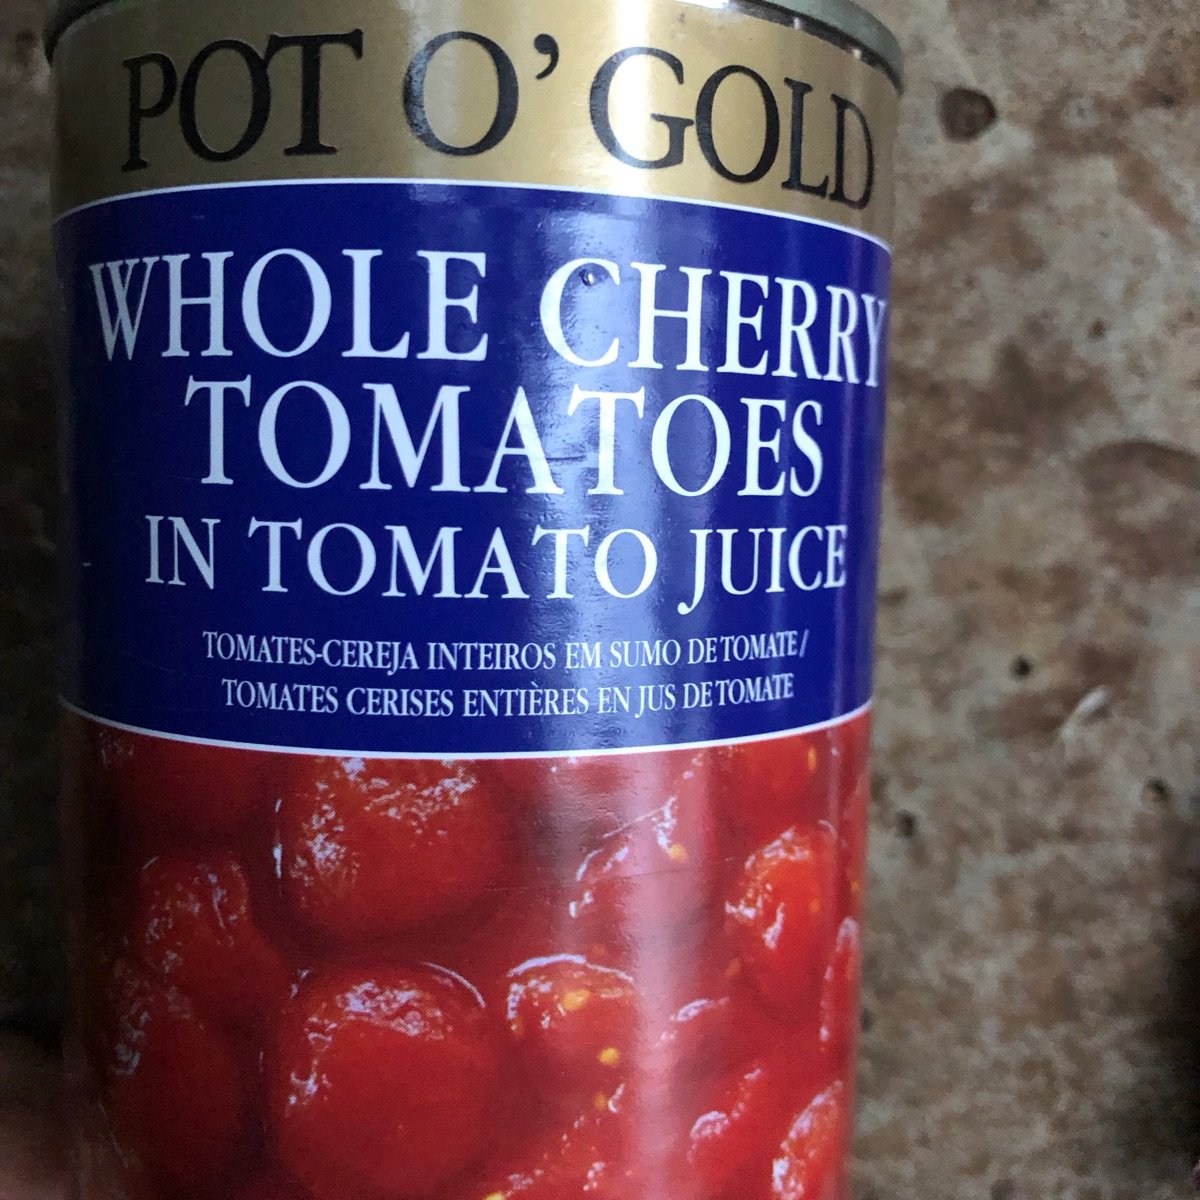 POT O' GOLD
WHOLE CHERRY
TOMATOES
IN TOMATO JUICE
TOMATES-CEREJA INTEIROS EM SUMO DE TOMATE/
TOMATES CERISES ENTIÈRES EN JUS DE TOMATE